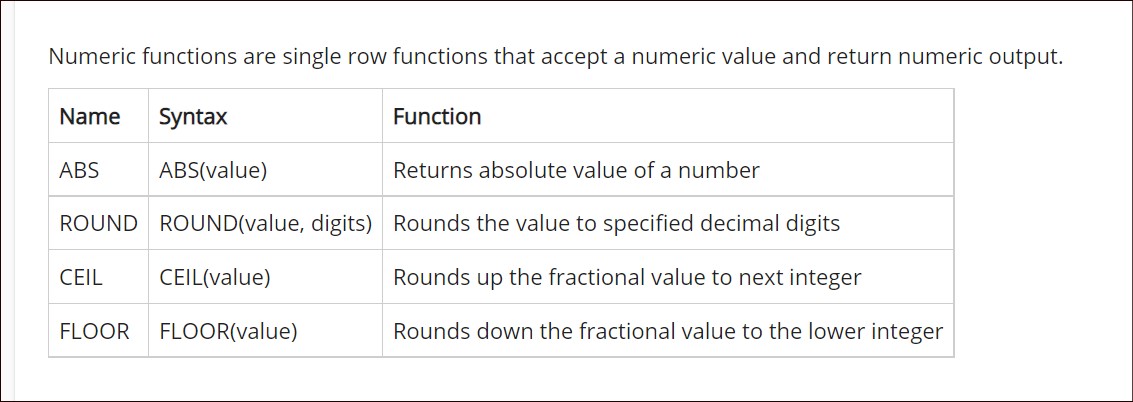 Numeric functions are single row functions that accept a numeric value and return numeric output.
Name Syntax Function
ABS ABS(value) Returns absolute value of a number
ROUND ROUND(value, digits) Rounds the value to specified decimal digits
CEIL CEIL(value) Rounds up the fractional value to next integer
FLOOR FLOOR(value) Rounds down the fractional value to the lower integer